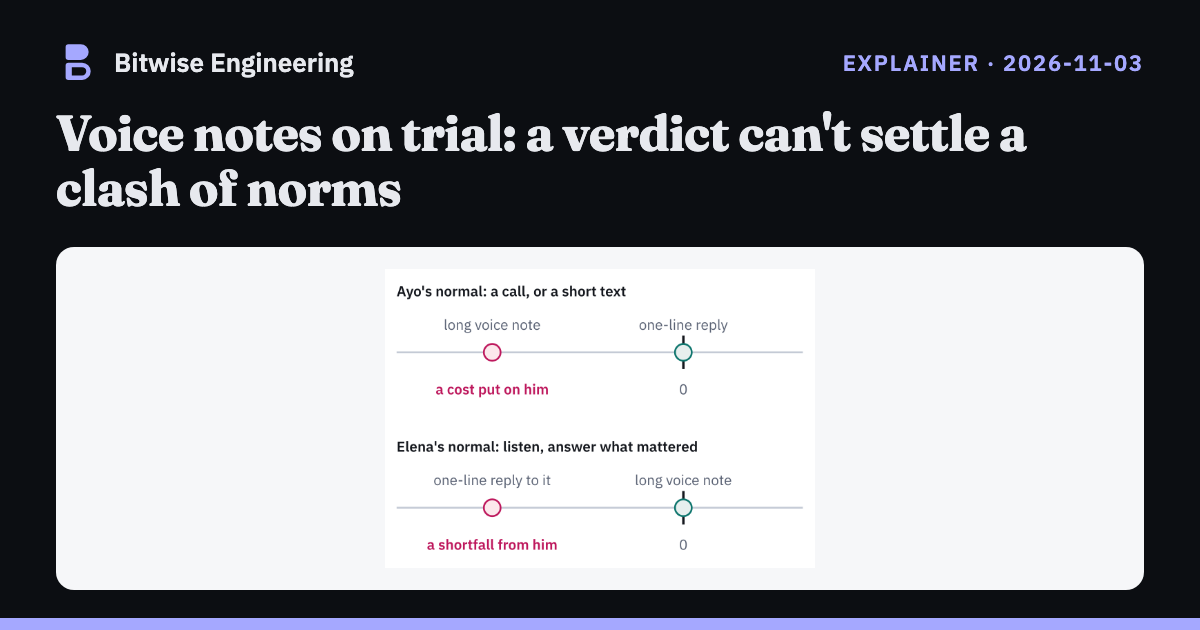 Bitwise Engineering
EXPLAINER · 2026-11-03
Voice notes on trial: a verdict can't settle a
clash of norms
Ayo's normal: a call, or a short text
long voice note
one-line reply
a cost put on him
0
Elena's normal: listen, answer what mattered
one-line reply to it
long voice note
a shortfall from him
0